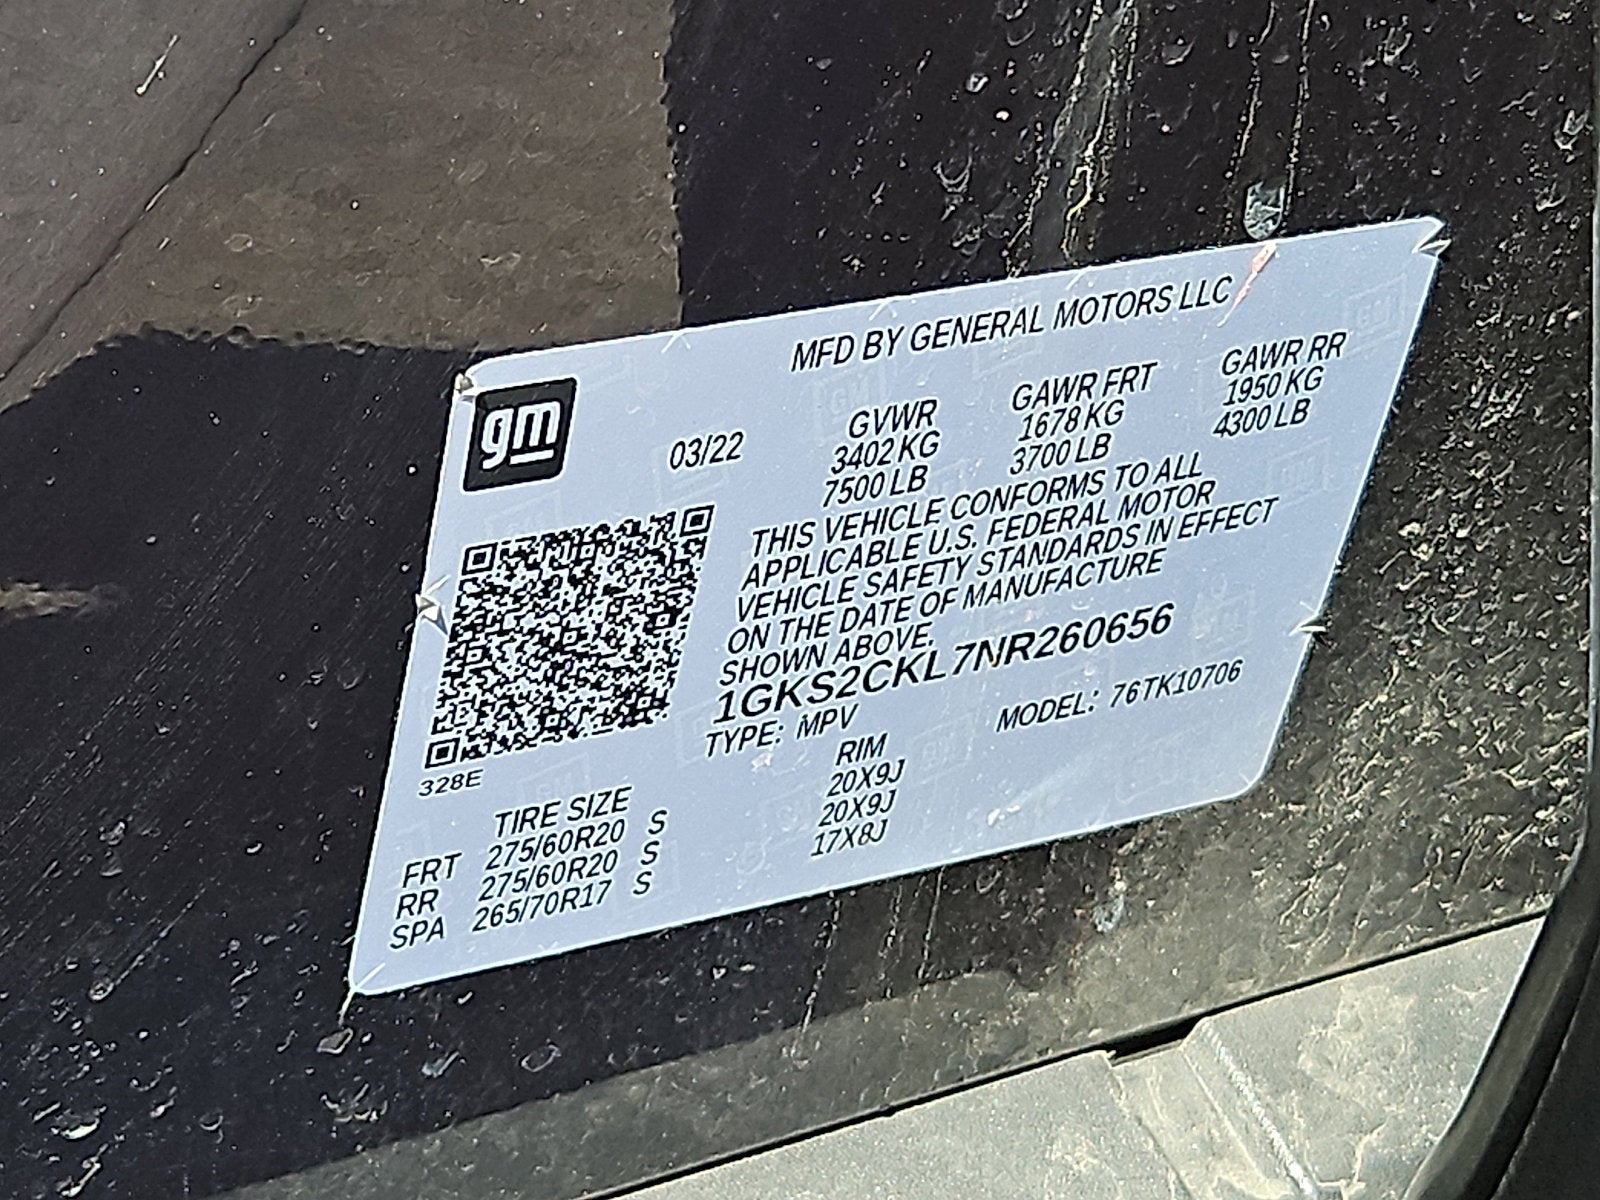 MFD BY GENERAL MOTORS LLC
gm
03/22
GVWR GAWR FRT GAWR RR
3402 KG 1678 KG 1950 KG
7500 LB 3700 LB 4300 LB
THIS VEHICLE CONFORMS TO ALL
APPLICABLE U.S. FEDERAL MOTOR
VEHICLE SAFETY STANDARDS IN EFFECT
ON THE DATE OF MANUFACTURE
SHOWN ABOVE.
1GKS2CKL7NR260656
TYPE: MPV MODEL: 76TK10706
328E
TIRE SIZE RIM
FRT 275/60R20 S 20X9J
RR 275/60R20 S 20X9J
SPA 265/70R17 S 17X8J